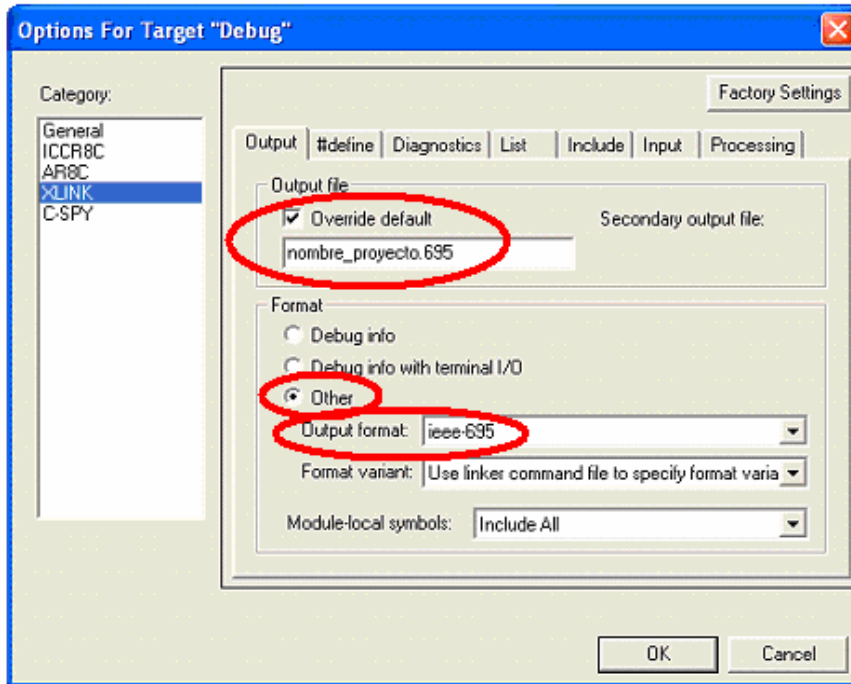 Options For Target "Debug"
Category:
Factory Settings
General
ICCR8C
AR8C
XLINK
C-SPY
Output #define Diagnostics List Include Input Processing
Output file
Override default
Secondary output file:
nombre_proyecto.695
Format
Debug info
Debug info with terminal I/O
Other
Output format: ieee-695
Format variant: Use linker command file to specify format varia
Module-local symbols: Include All
OK Cancel